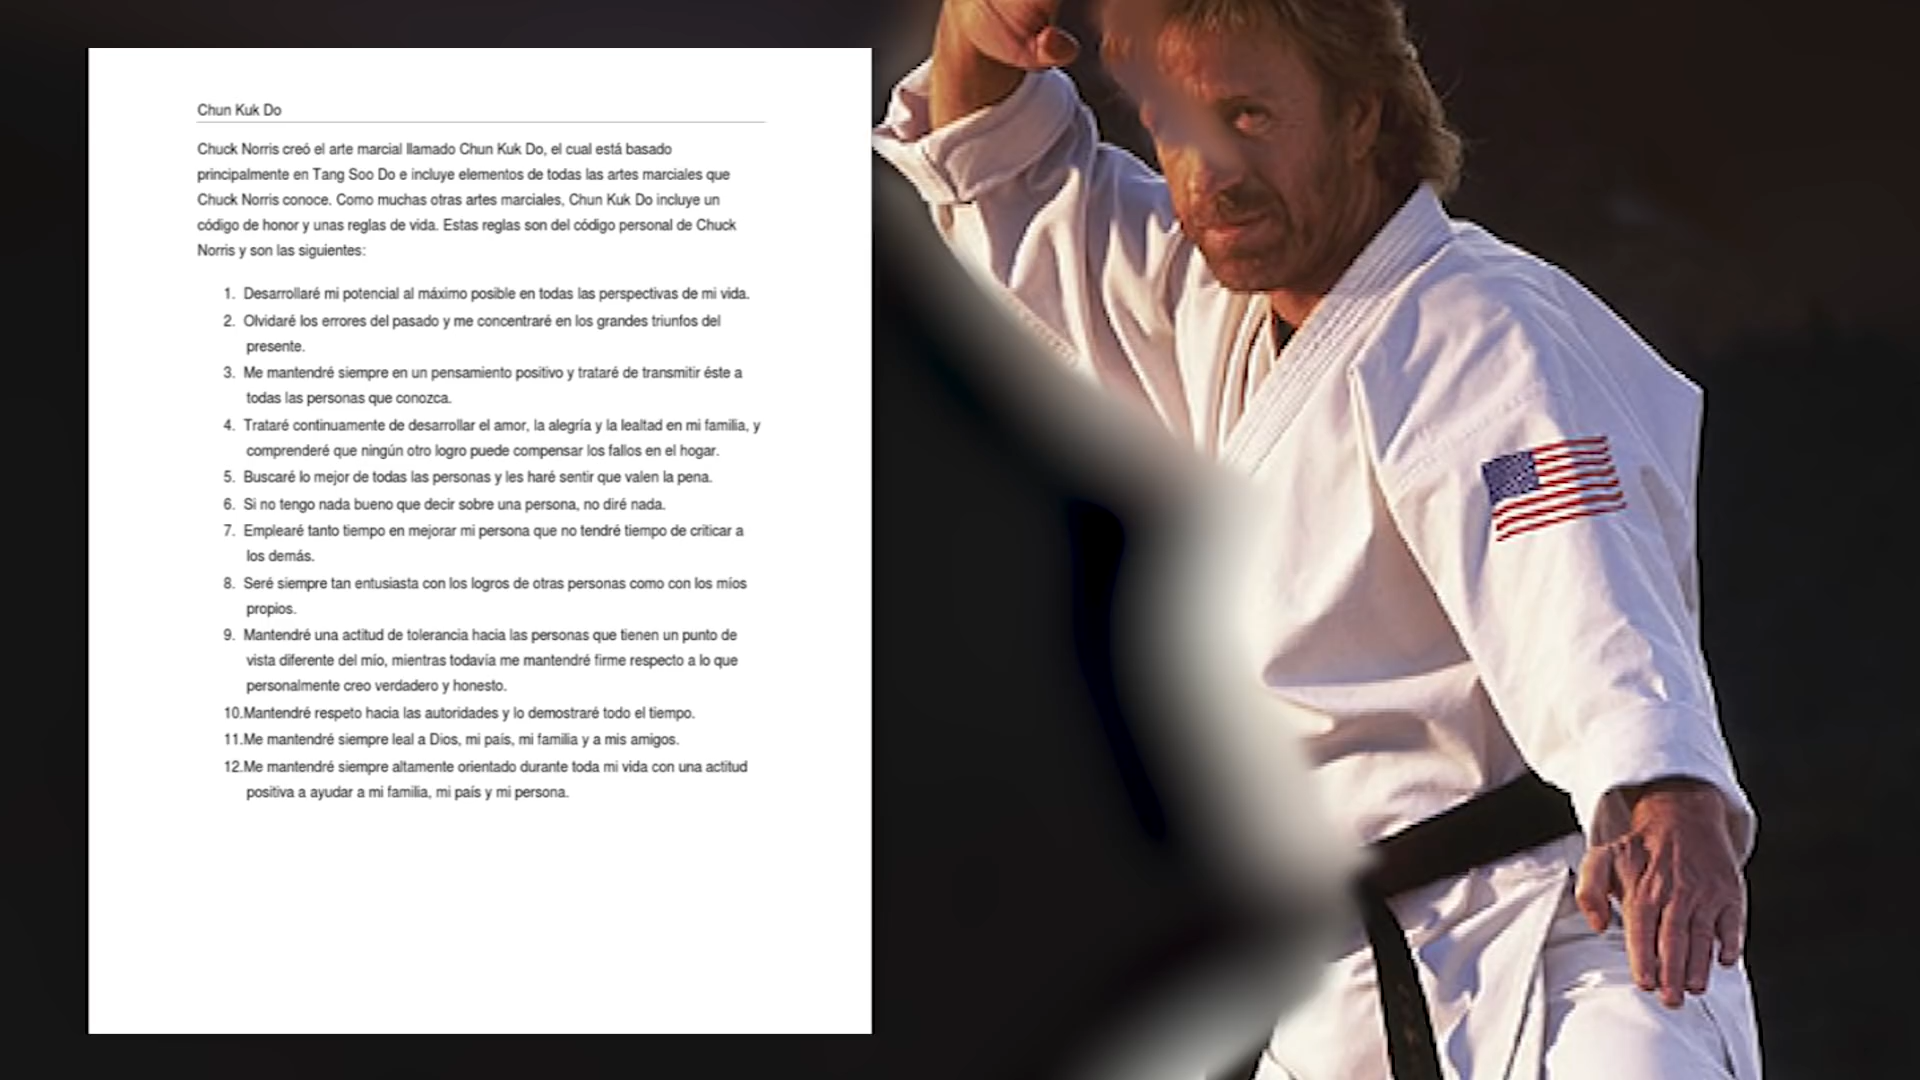 Chun Kuk Do
Chuck Norris creó el arte marcial llamado Chun Kuk Do, el cual está basado
principalmente en Tang Soo Do e incluye elementos de todas las artes marciales que
Chuck Norris conoce. Como muchas otras artes marciales, Chun Kuk Do incluye un
código de honor y unas reglas de vida. Estas reglas son del código personal de Chuck
Norris y son las siguientes:
1. Desarrollaré mi potencial al máximo posible en todas las perspectivas de mi vida.
2. Olvidaré los errores del pasado y me concentraré en los grandes triunfos del
presente.
3. Me mantendré siempre en un pensamiento positivo y trataré de transmitir éste a
todas las personas que conozca.
4. Trataré continuamente de desarrollar el amor, la alegría y la lealtad en mi familia, y
comprenderé que ningún otro logro puede compensar los fallos en el hogar.
5. Buscaré lo mejor de todas las personas y les haré sentir que valen la pena.
6. Si no tengo nada bueno que decir sobre una persona, no diré nada.
7. Emplearé tanto tiempo en mejorar mi persona que no tendré tiempo de criticar a
los demás.
8. Seré siempre tan entusiasta con los logros de otras personas como con los míos
propios.
9. Mantendré una actitud de tolerancia hacia las personas que tienen un punto de
vista diferente del mío, mientras todavía me mantendré firme respecto a lo que
personalmente creo verdadero y honesto.
10.Mantendré respeto hacia las autoridades y lo demostraré todo el tiempo.
11.Me mantendré siempre leal a Dios, mi país, mi familia y a mis amigos.
12.Me mantendré siempre altamente orientado durante toda mi vida con una actitud
positiva a ayudar a mi familia, mi país y mi persona.